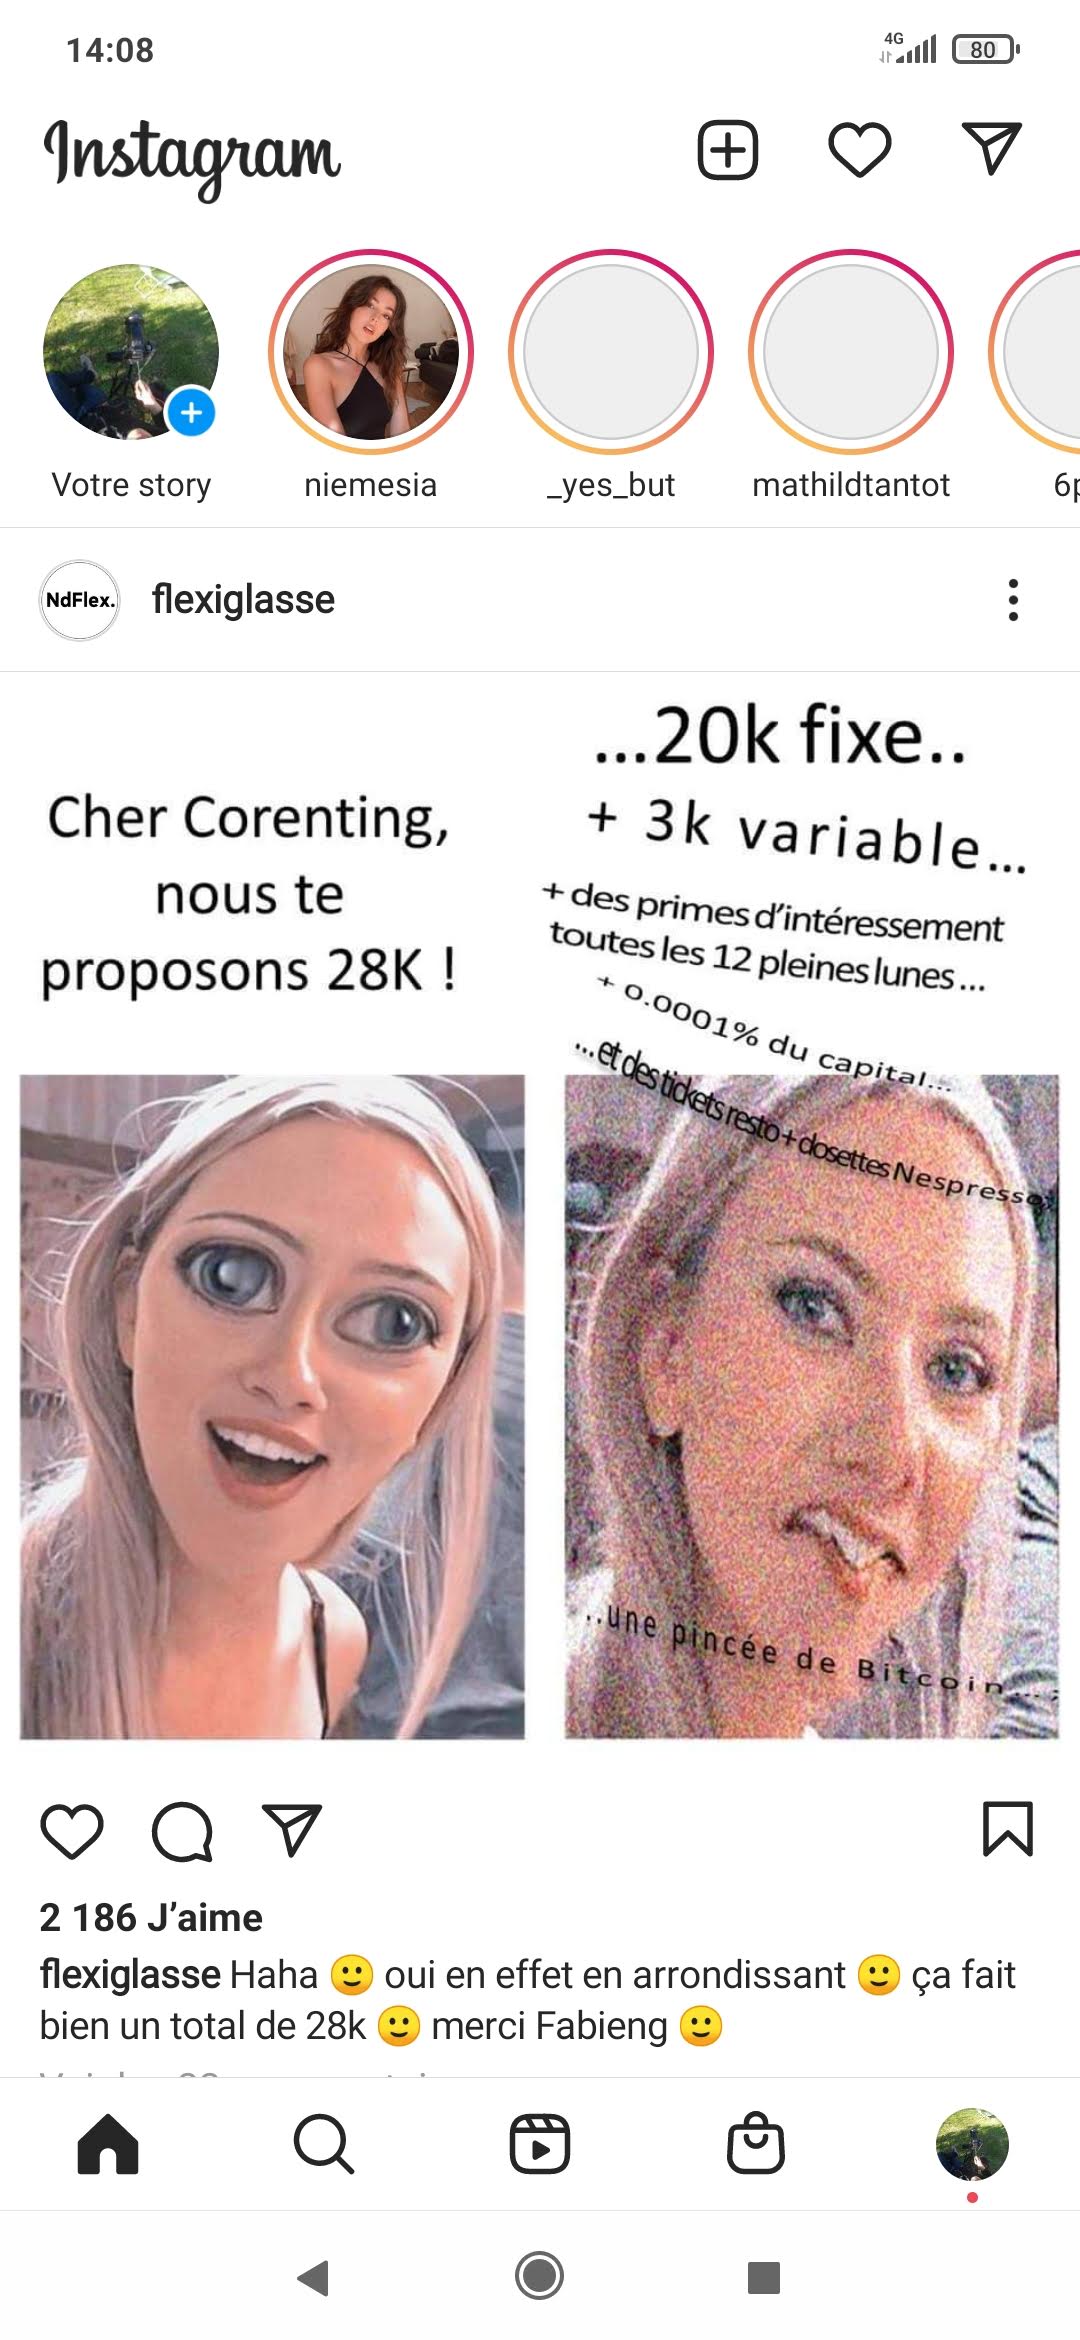 14:08
4G
80
Instagram
Votre story
niemesia
_yes_but
mathildtantot
NdFlex.
flexiglasse
Cher Corenting,
nous te
proposons 28K !
...20k fixe..
+ 3k variable...
+ des primes d'intéressement
toutes les 12 pleines lunes...
+ 0.0001% du capital...
...et des tickets resto + dosettes Nespresso
..une pincée de Bitcoin...
2 186 J’aime
flexiglasse Haha 🙂 oui en effet en arrondissant 🙂 ça fait
bien un total de 28k 🙂 merci Fabieng 🙂